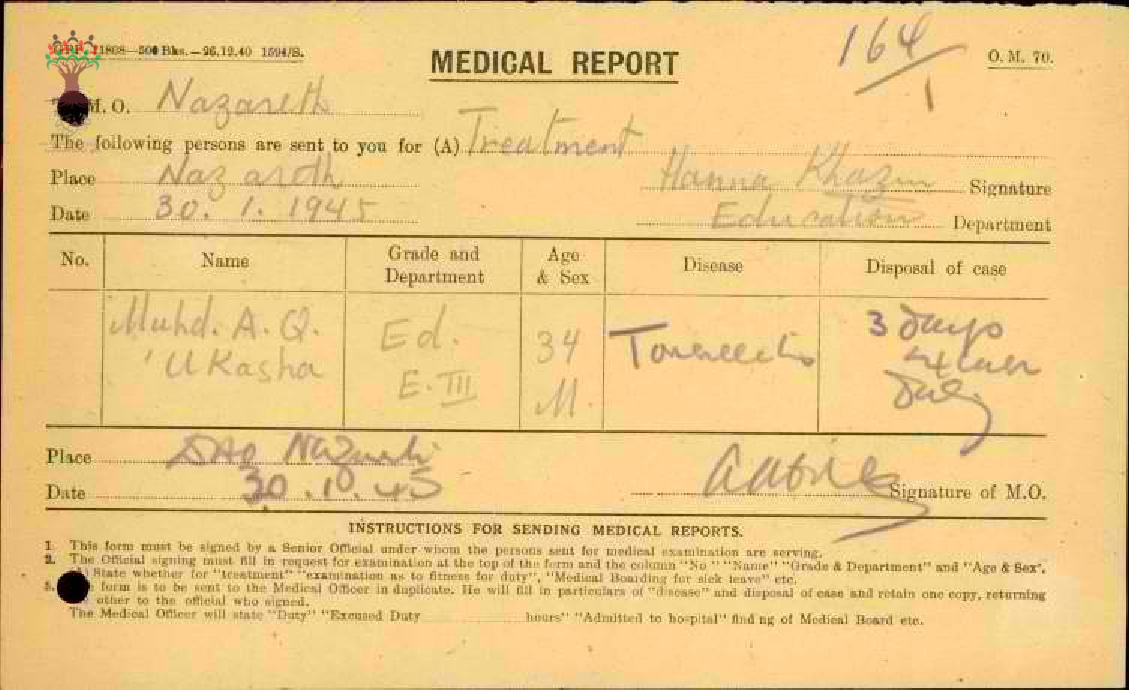 GPP. 11808—500 Bks.—26.12.40 1594/S.
164/1
O. M. 70.
MEDICAL REPORT
M.O. Nazareth
The following persons are sent to you for (A) Treatment
Place Nazareth
Hanna Khazin Signature
Date 30. 1. 1945
Education Department
No. Name Grade and Department Age & Sex Disease Disposal of case
Muhd. A. Q. 'Ukasha Ed. E. III 34 M. 3 days
Place Nazareth
Date
Signature of M.O.
INSTRUCTIONS FOR SENDING MEDICAL REPORTS.
1. This form must be signed by a Senior Official under whom the persons sent for medical examination are serving.
2. The Official signing must fill in request for examination at the top of the form and the column "No" "Name" "Grade & Department" and "Age & Sex".
(A) State whether for "treatment" "examination as to fitness for duty", "Medical Boarding for sick leave" etc.
3. form is to be sent to the Medical Officer in duplicate. He will fill in particulars of "disease" and disposal of case and retain one copy, returning
other to the official who signed.
The Medical Officer will state "Duty" "Excused Duty hours" "Admitted to hospital" finding of Medical Board etc.